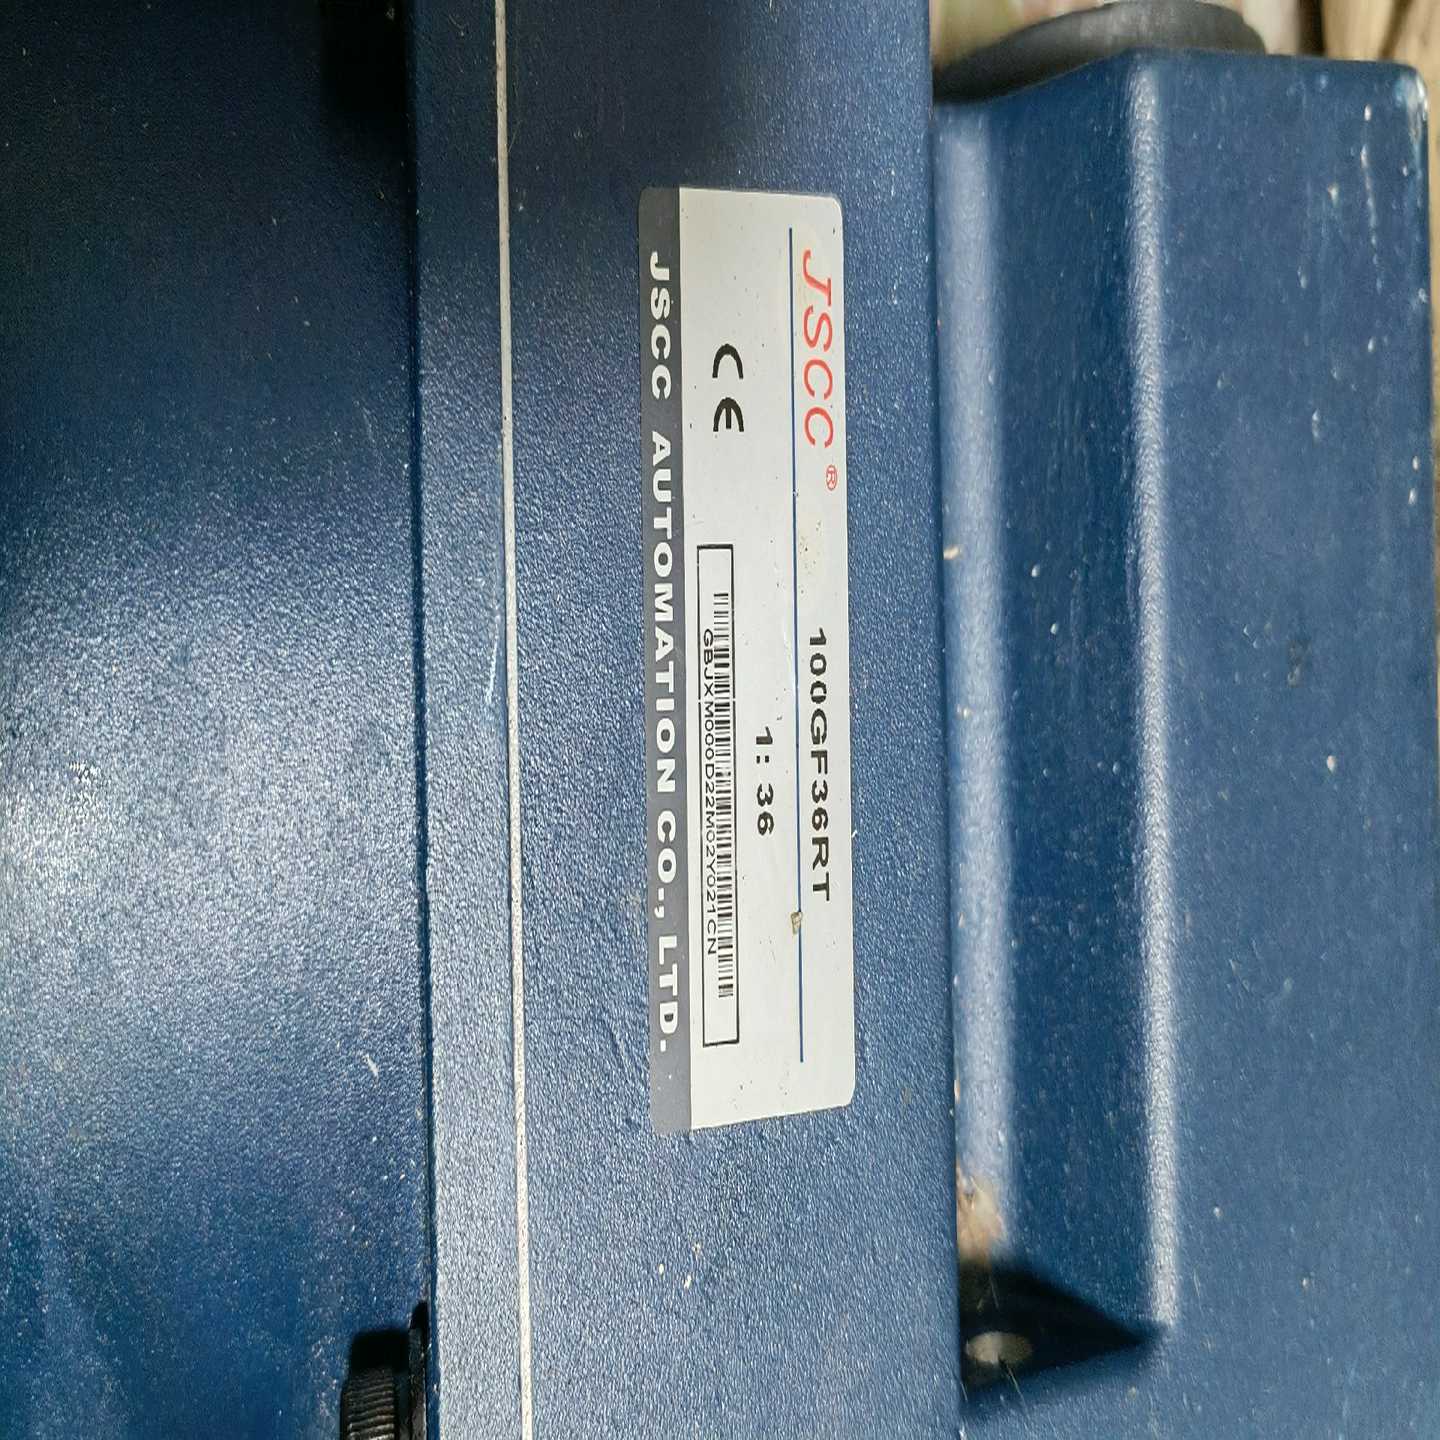 JSCC ® 100GF36RT
1:36
CE
GBJXM000D22M02Y021CN
JSCC AUTOMATION CO., LTD.